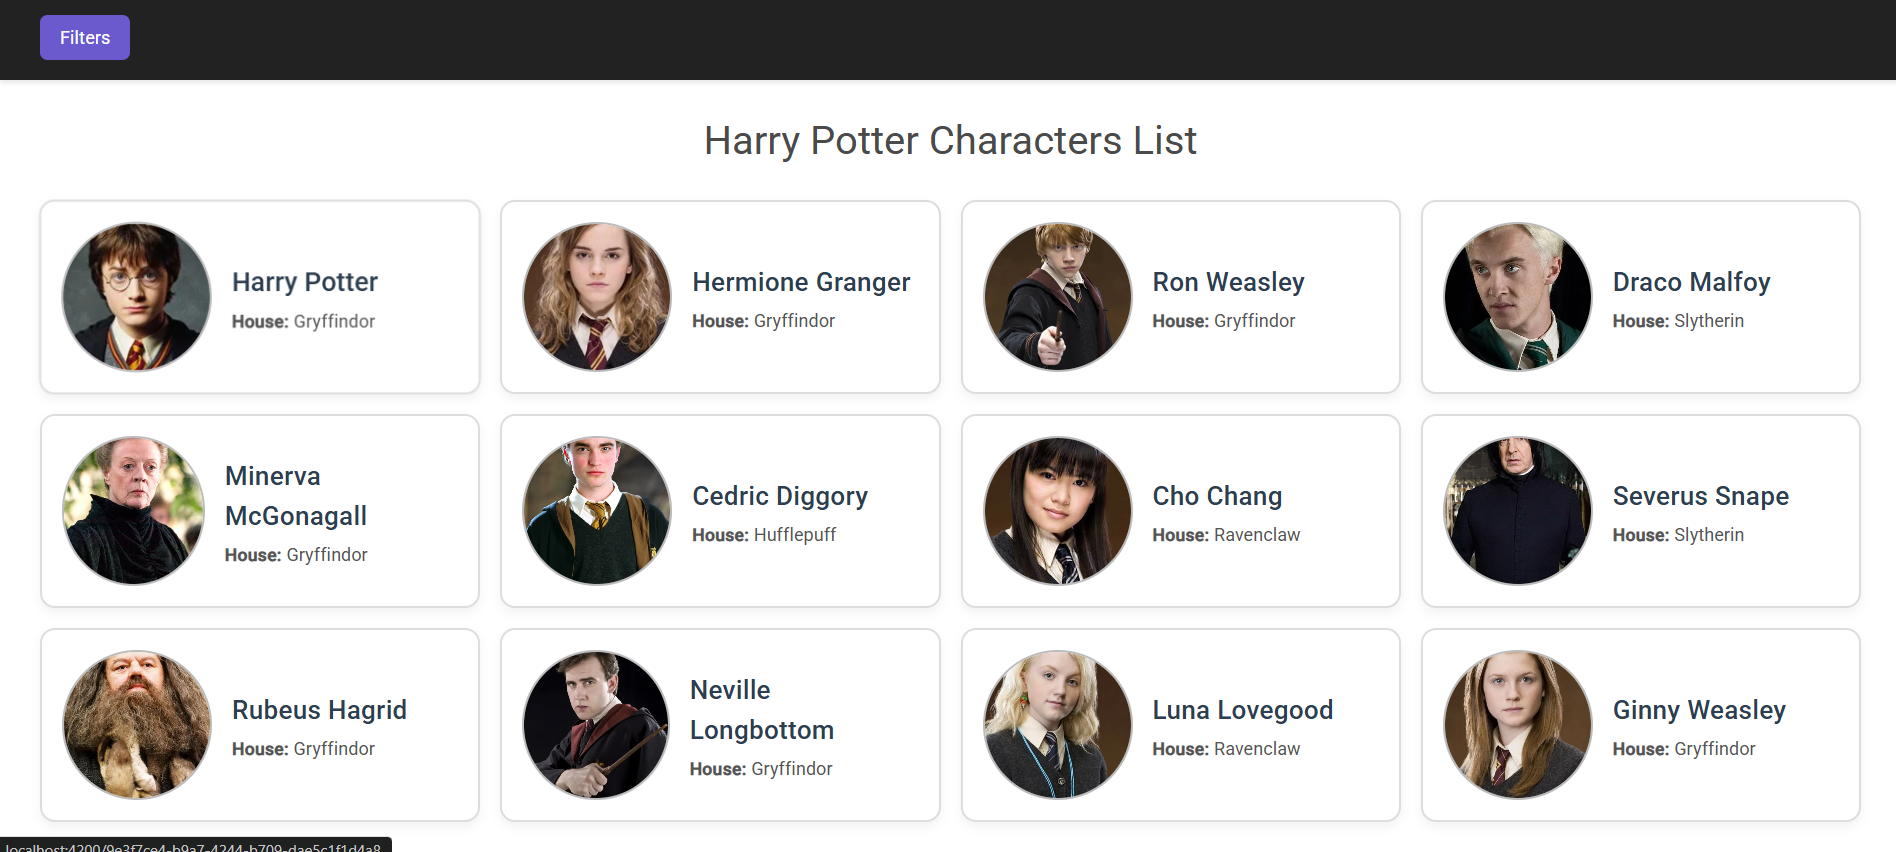 Filters
Harry Potter Characters List
Harry Potter
House: Gryffindor
Hermione Granger
House: Gryffindor
Ron Weasley
House: Gryffindor
Draco Malfoy
House: Slytherin
Minerva
McGonagall
House: Gryffindor
Cedric Diggory
House: Hufflepuff
Cho Chang
House: Ravenclaw
Severus Snape
House: Slytherin
Rubeus Hagrid
House: Gryffindor
Neville
Longbottom
House: Gryffindor
Luna Lovegood
House: Ravenclaw
Ginny Weasley
House: Gryffindor
localhost:4200/9e3f7ce4-b9a7-4244-b709-dae5c1f1d4a8